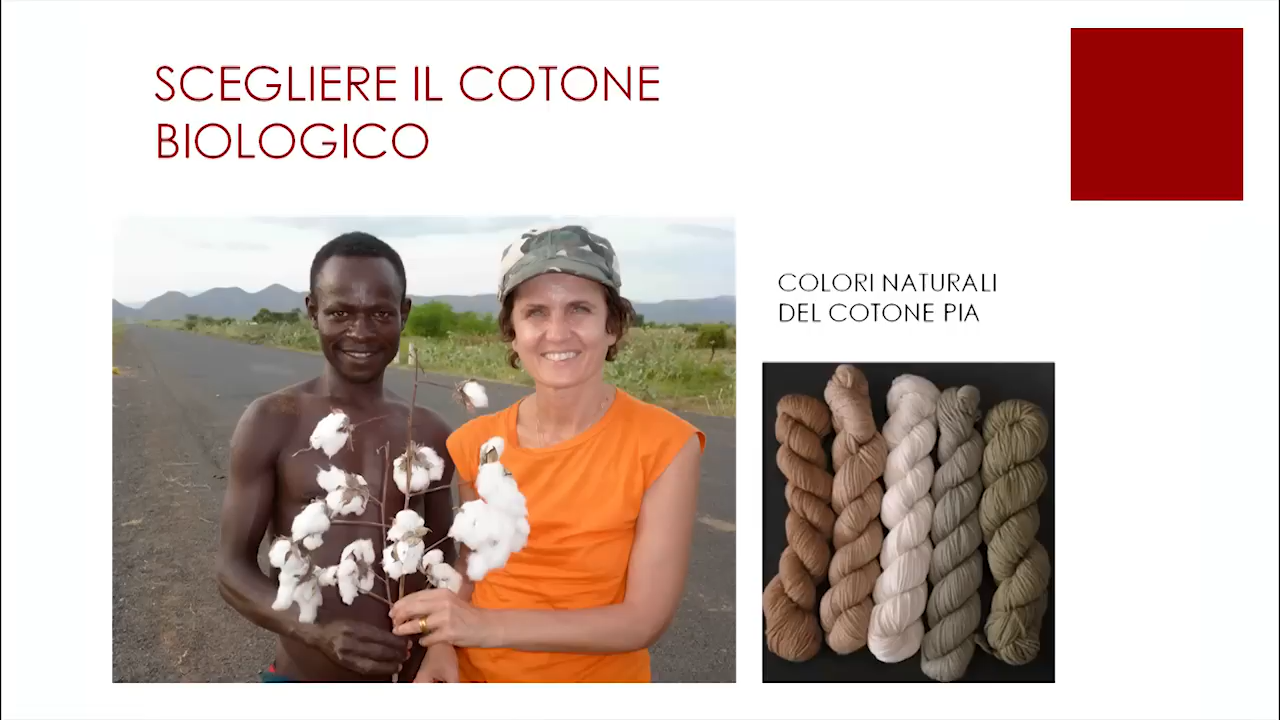 SCEGLIERE IL COTONE
BIOLOGICO
COLORI NATURALI
DEL COTONE PIA